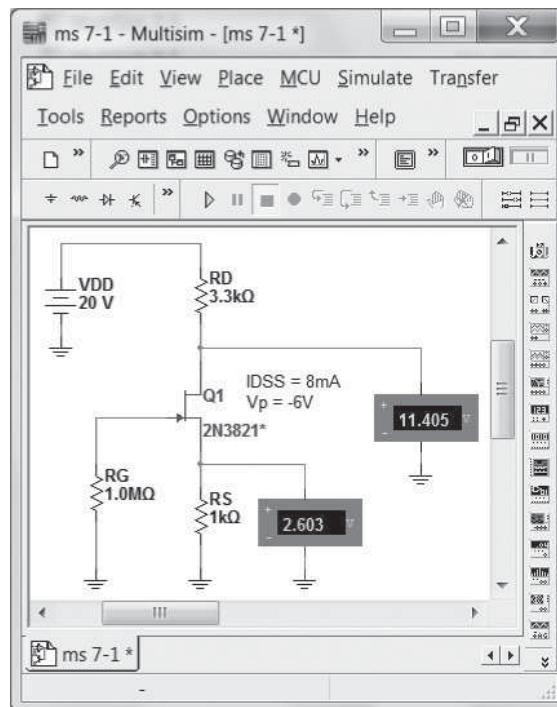 ms 7-1 - Multisim - [ms 7-1 *]
File Edit View Place MCU Simulate Transfer
Tools Reports Options Window Help
VDD
20 V
RD
3.3kΩ
Q1
IDSS = 8mA
Vp = -6V
2N3821*
11.405
RG
1.0MΩ
RS
1kΩ
2.603
ms 7-1 *